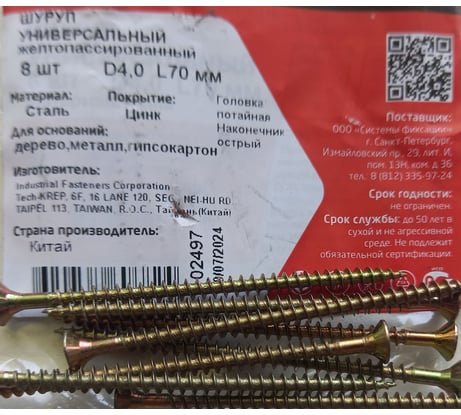 ШУРУП
УНИВЕРСАЛЬНЫЙ
желтопассированный
8 шт D4,0 L70 мм
Материал: Сталь
Покрытие: Цинк
Головка потайная
Наконечник острый
Для оснований:
дерево,металл,гипсокартон
Изготовитель:
Industrial Fasteners Corporation
Tech-KREP, 6F, 16 LANE 120, SEC. NEI-HU RD.
TAIPEI 113, TAIWAN, R.O.C., (Китай)
Страна производитель:
Китай
02497
/07/2024
Поставщик:
ООО «Системы фиксации»
г. Санкт-Петербург,
Измайловский пр., 29, лит. И,
пом. 13Н, ком. д. 36
тел. 8 (812) 335-97-24
Срок годности:
не ограничен.
Срок службы: до 50 лет в
сухой и не агрессивной
среде. Не подлежит
обязательной сертификации.